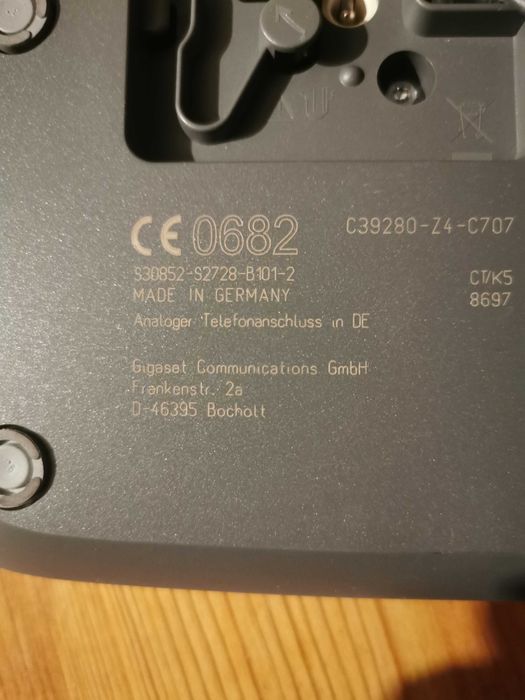 CE 0682
C39280-Z4-C707
S30852-S2728-B101-2
CT/K5
MADE IN GERMANY
8697
Analoger Telefonanschluss in DE
Gigaset Communications GmbH
Frankenstr. 2a
D-46395 Bocholt